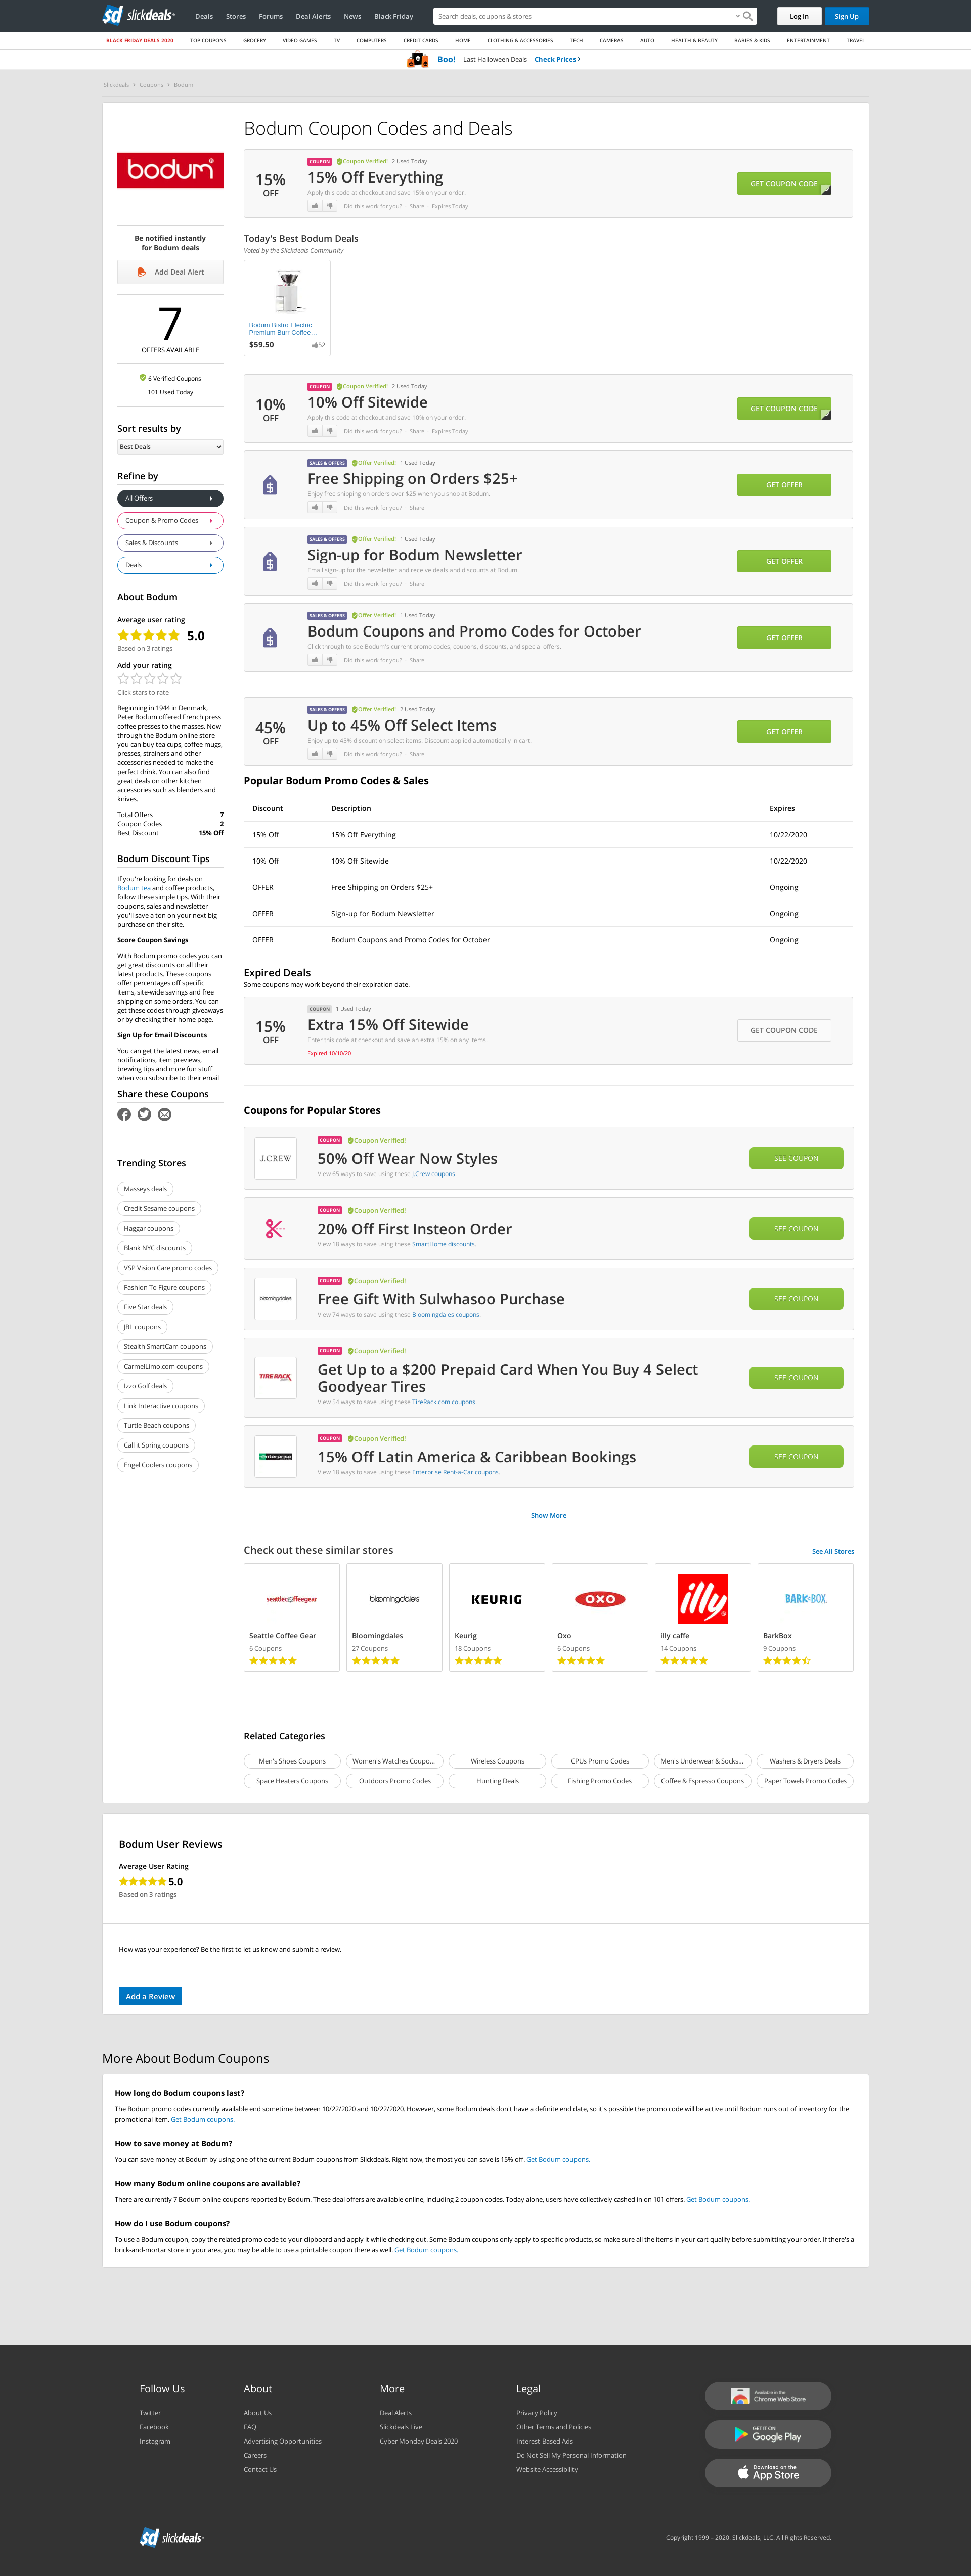 slickdeals
Deals Stores Forums Deal Alerts News Black Friday
Search deals, coupons & stores
Log In Sign Up
BLACK FRIDAY DEALS 2020 TOP COUPONS GROCERY VIDEO GAMES TV COMPUTERS CREDIT CARDS HOME CLOTHING & ACCESSORIES TECH CAMERAS AUTO HEALTH & BEAUTY BABIES & KIDS ENTERTAINMENT TRAVEL
Boo! Last Halloween Deals Check Prices
Slickdeals Coupons Bodum
bodum
Be notified instantly
for Bodum deals
Add Deal Alert
7
OFFERS AVAILABLE
6 Verified Coupons
101 Used Today
Sort results by
Best Deals
Refine by
All Offers
Coupon & Promo Codes
Sales & Discounts
Deals
About Bodum
Average user rating
5.0
Based on 3 ratings
Add your rating
Click stars to rate
Beginning in 1944 in Denmark,
Peter Bodum offered French press
coffee presses to the masses. Now
through the Bodum online store
you can buy tea cups, coffee mugs,
presses, strainers and other
accessories needed to make the
perfect drink. You can also find
great deals on other kitchen
accessories such as blenders and
knives.
Total Offers 7
Coupon Codes 2
Best Discount 15% Off
Bodum Discount Tips
If you're looking for deals on
Bodum tea and coffee products,
follow these simple tips. With their
coupons, sales and newsletter
you'll save a ton on your next big
purchase on their site.
Score Coupon Savings
With Bodum promo codes you can
get great discounts on all their
latest products. These coupons
offer percentages off specific
items, site-wide savings and free
shipping on some orders. You can
get these codes through giveaways
or by checking their home page.
Sign Up for Email Discounts
You can get the latest news, email
notifications, item previews,
brewing tips and more fun stuff
when you subscribe to their email
Share these Coupons
Trending Stores
Masseys deals
Credit Sesame coupons
Haggar coupons
Blank NYC discounts
VSP Vision Care promo codes
Fashion To Figure coupons
Five Star deals
JBL coupons
Stealth SmartCam coupons
CarmelLimo.com coupons
Izzo Golf deals
Link Interactive coupons
Turtle Beach coupons
Call it Spring coupons
Engel Coolers coupons
Bodum Coupon Codes and Deals
15%
OFF
COUPON Coupon Verified! 2 Used Today
15% Off Everything
Apply this code at checkout and save 15% on your order.
Did this work for you? · Share · Expires Today
GET COUPON CODE
Today's Best Bodum Deals
Voted by the Slickdeals Community
Bodum Bistro Electric
Premium Burr Coffee...
$59.50 52
10%
OFF
COUPON Coupon Verified! 2 Used Today
10% Off Sitewide
Apply this code at checkout and save 10% on your order.
Did this work for you? · Share · Expires Today
GET COUPON CODE
SALES & OFFERS Offer Verified! 1 Used Today
Free Shipping on Orders $25+
Enjoy free shipping on orders over $25 when you shop at Bodum.
Did this work for you? · Share
GET OFFER
SALES & OFFERS Offer Verified! 1 Used Today
Sign-up for Bodum Newsletter
Email sign-up for the newsletter and receive deals and discounts at Bodum.
Did this work for you? · Share
GET OFFER
SALES & OFFERS Offer Verified! 1 Used Today
Bodum Coupons and Promo Codes for October
Click through to see Bodum's current promo codes, coupons, discounts, and special offers.
Did this work for you? · Share
GET OFFER
45%
OFF
SALES & OFFERS Offer Verified! 2 Used Today
Up to 45% Off Select Items
Enjoy up to 45% discount on select items. Discount applied automatically in cart.
Did this work for you? · Share
GET OFFER
Popular Bodum Promo Codes & Sales
Discount Description Expires
15% Off 15% Off Everything 10/22/2020
10% Off 10% Off Sitewide 10/22/2020
OFFER Free Shipping on Orders $25+ Ongoing
OFFER Sign-up for Bodum Newsletter Ongoing
OFFER Bodum Coupons and Promo Codes for October Ongoing
Expired Deals
Some coupons may work beyond their expiration date.
15%
OFF
COUPON 1 Used Today
Extra 15% Off Sitewide
Enter this code at checkout and save an extra 15% on any items.
Expired 10/10/20
GET COUPON CODE
Coupons for Popular Stores
J.CREW
COUPON Coupon Verified!
50% Off Wear Now Styles
View 65 ways to save using these J.Crew coupons.
SEE COUPON
COUPON Coupon Verified!
20% Off First Insteon Order
View 18 ways to save using these SmartHome discounts.
SEE COUPON
bloomingdales
COUPON Coupon Verified!
Free Gift With Sulwhasoo Purchase
View 74 ways to save using these Bloomingdales coupons.
SEE COUPON
TIRE RACK
COUPON Coupon Verified!
Get Up to a $200 Prepaid Card When You Buy 4 Select
Goodyear Tires
View 54 ways to save using these TireRack.com coupons.
SEE COUPON
enterprise
COUPON Coupon Verified!
15% Off Latin America & Caribbean Bookings
View 18 ways to save using these Enterprise Rent-a-Car coupons.
SEE COUPON
Show More
Check out these similar stores
See All Stores
seattlecoffeegear bloomingdales KEURIG OXO illy BARKBOX
Seattle Coffee Gear Bloomingdales Keurig Oxo illy caffe BarkBox
6 Coupons 27 Coupons 18 Coupons 6 Coupons 14 Coupons 9 Coupons
Related Categories
Men's Shoes Coupons Women's Watches Coupo... Wireless Coupons CPUs Promo Codes Men's Underwear & Socks... Washers & Dryers Deals
Space Heaters Coupons Outdoors Promo Codes Hunting Deals Fishing Promo Codes Coffee & Espresso Coupons Paper Towels Promo Codes
Bodum User Reviews
Average User Rating
5.0
Based on 3 ratings
How was your experience? Be the first to let us know and submit a review.
Add a Review
More About Bodum Coupons
How long do Bodum coupons last?
The Bodum promo codes currently available end sometime between 10/22/2020 and 10/22/2020. However, some Bodum deals don't have a definite end date, so it's possible the promo code will be active until Bodum runs out of inventory for the
promotional item. Get Bodum coupons.
How to save money at Bodum?
You can save money at Bodum by using one of the current Bodum coupons from Slickdeals. Right now, the most you can save is 15% off. Get Bodum coupons.
How many Bodum online coupons are available?
There are currently 7 Bodum online coupons reported by Bodum. These deal offers are available online, including 2 coupon codes. Today alone, users have collectively cashed in on 101 offers. Get Bodum coupons.
How do I use Bodum coupons?
To use a Bodum coupon, copy the related promo code to your clipboard and apply it while checking out. Some Bodum coupons only apply to specific products, so make sure all the items in your cart qualify before submitting your order. If there's a
brick-and-mortar store in your area, you may be able to use a printable coupon there as well. Get Bodum coupons.
Follow Us
Twitter
Facebook
Instagram
About
About Us
FAQ
Advertising Opportunities
Careers
Contact Us
More
Deal Alerts
Slickdeals Live
Cyber Monday Deals 2020
Legal
Privacy Policy
Other Terms and Policies
Interest-Based Ads
Do Not Sell My Personal Information
Website Accessibility
Available in the
Chrome Web Store
GET IT ON
Google Play
Download on the
App Store
slickdeals
Copyright 1999 – 2020. Slickdeals, LLC. All Rights Reserved.